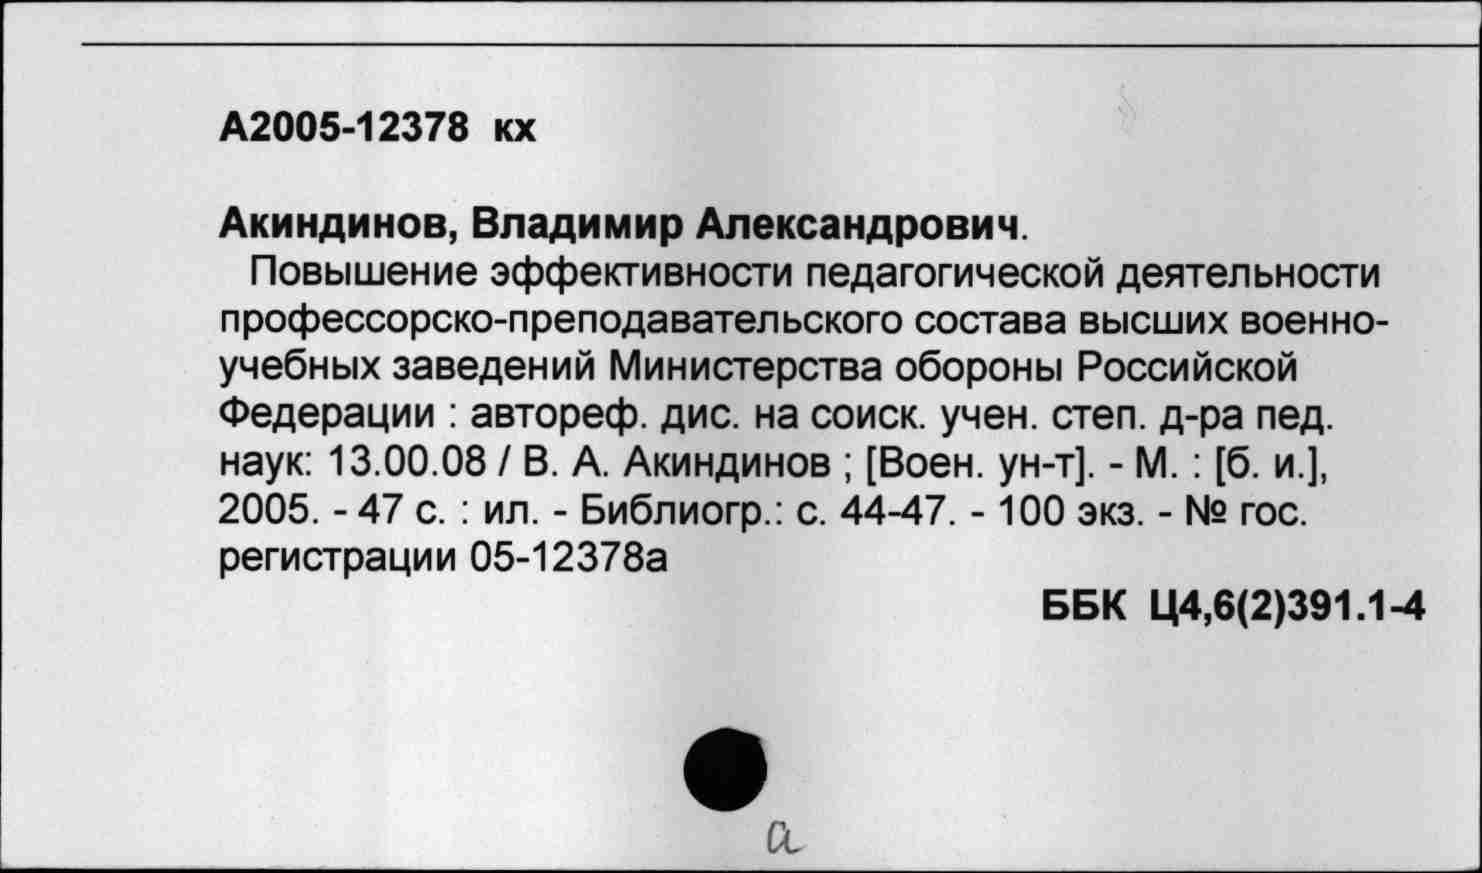 А2005-12378 кх
Акиндинов, Владимир Александрович.
Повышение эффективности педагогической деятельности
профессорско-преподавательского состава высших военно-
учебных заведений Министерства обороны Российской
Федерации : автореф. дис. на соиск. учен. степ. д-ра пед.
наук: 13.00.08 / В. А. Акиндинов ; [Воен. ун-т]. - М. : [б. и.],
2005. - 47 с. : ил. - Библиогр.: с. 44-47. - 100 экз. - № гос.
регистрации 05-12378а
ББК Ц4,6(2)391.1-4
а